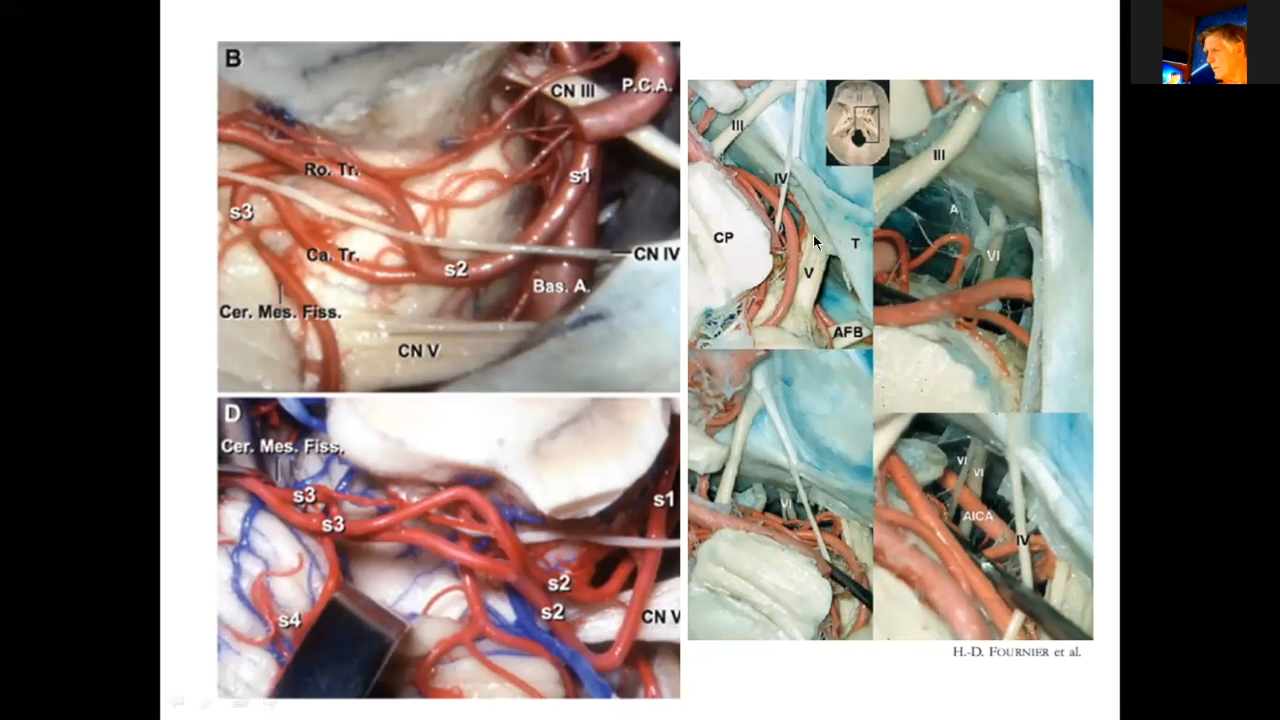 B
CN III
P.C.A.
Ro. Tr.
s1
s3
CN IV
Ca. Tr.
s2
Bas. A.
Cer. Mes. Fiss.
CN V
D
Cer. Mes. Fiss.
s3
s3
s1
s2
s2
CN V
s4
III
IV
CP
T
V
AFB
III
A
VI
VI
VI
VI
AICA
IV
H.-D. FOURNIER et al.